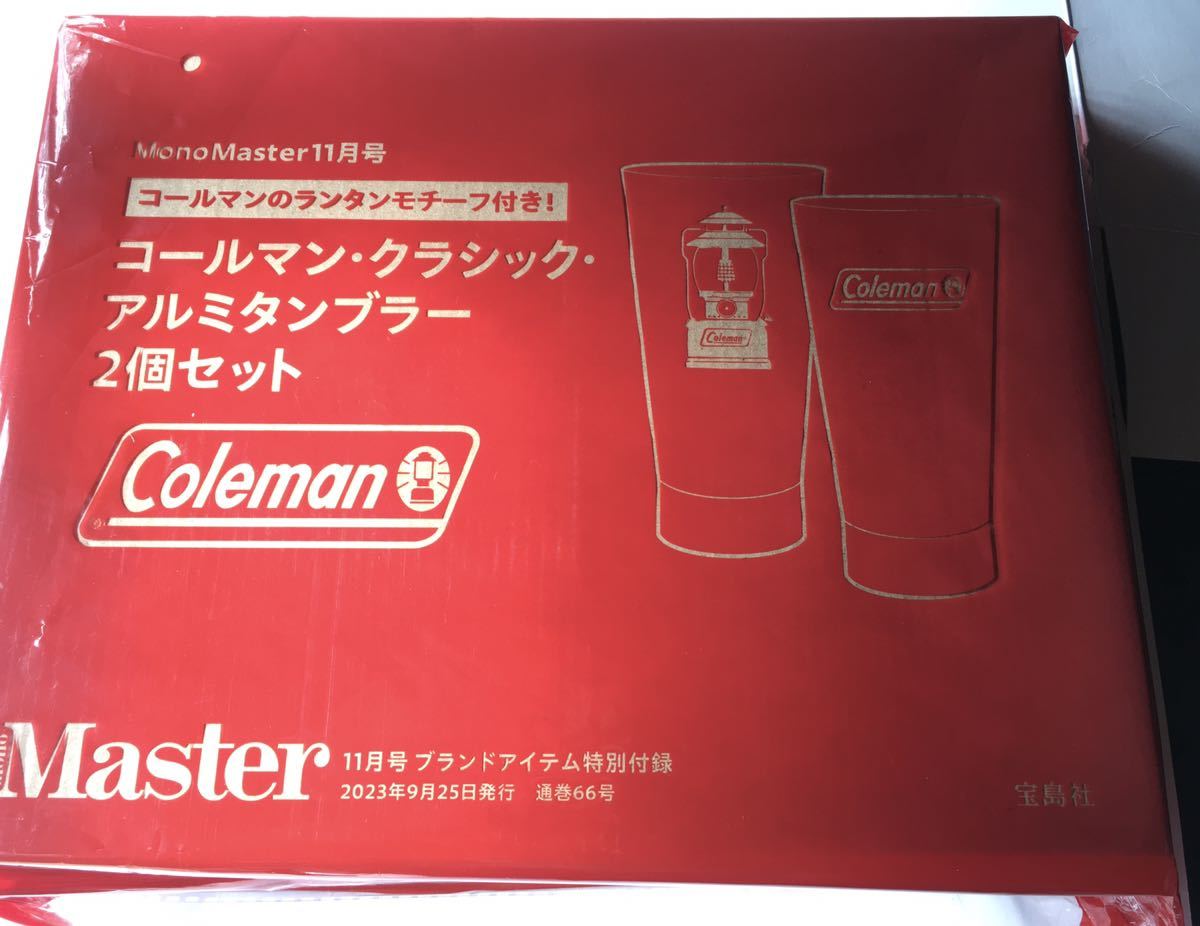 MonoMaster11月号
コールマンのランタンモチーフ付き!
コールマン・クラシック・
アルミタンブラー
2個セット
Coleman
Coleman
Coleman
mono Master
11月号 ブランドアイテム特別付録
2023年9月25日発行 通巻66号
宝島社